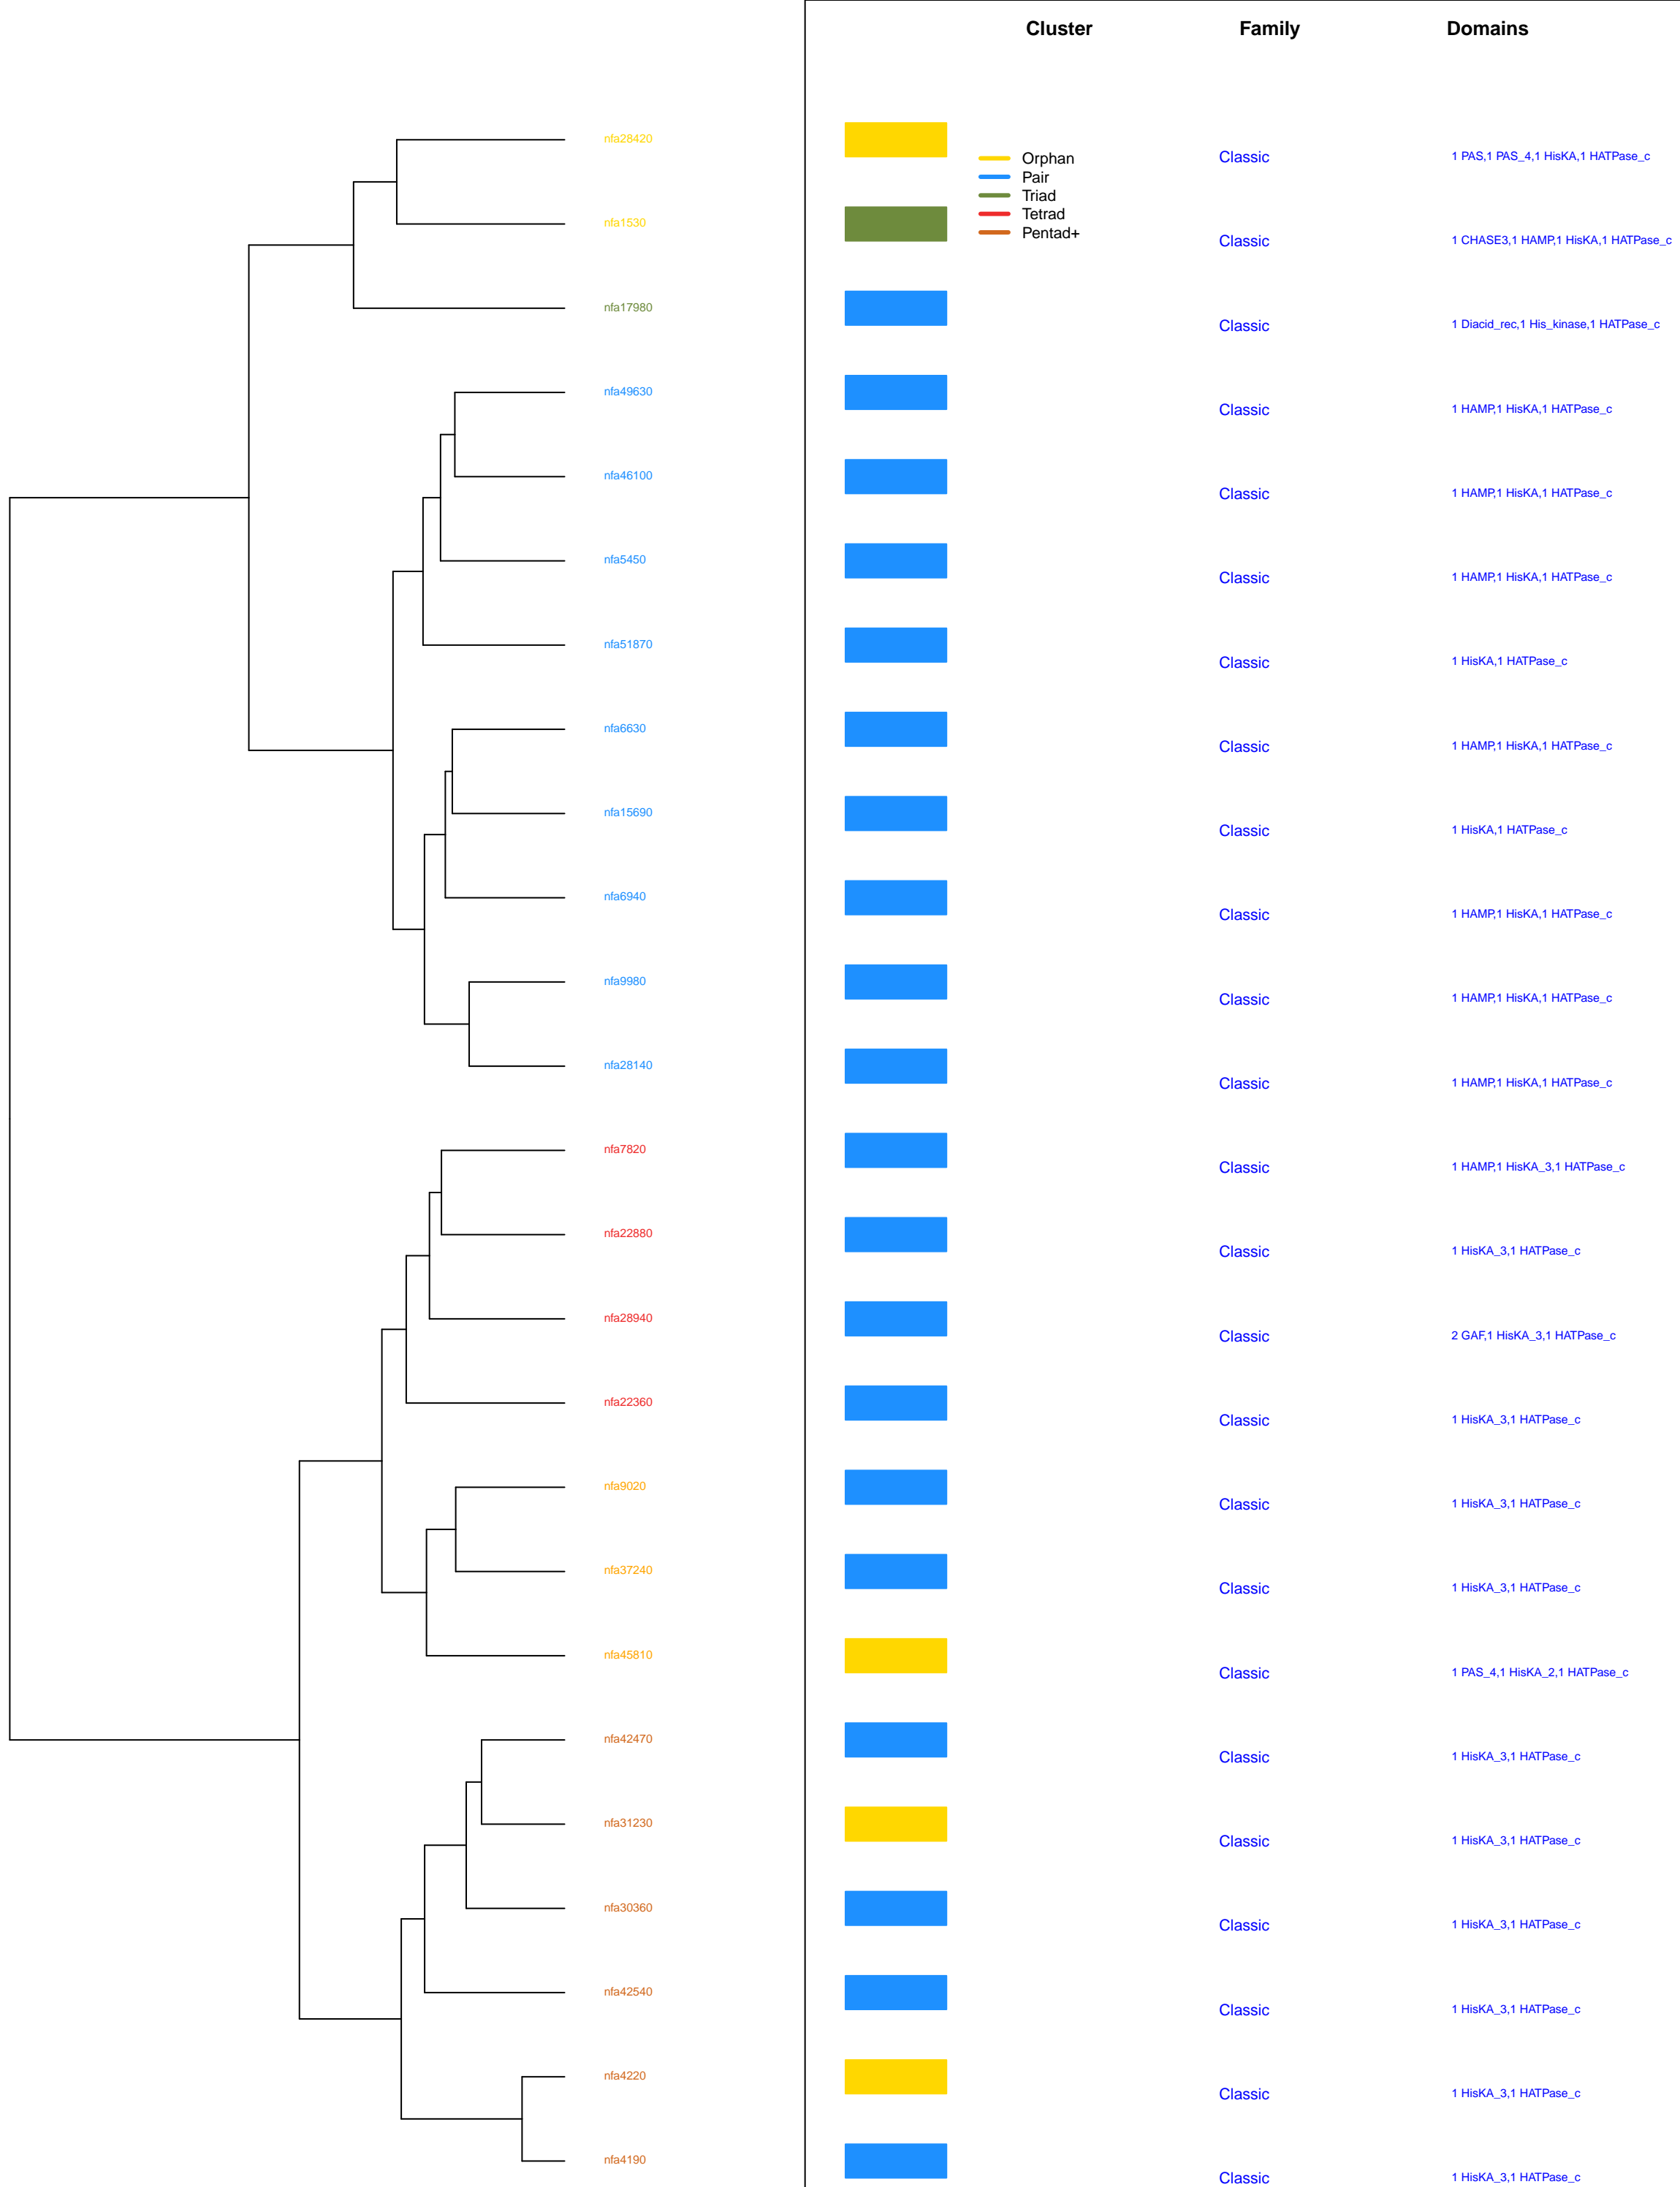 Cluster Family Domains
nfa28420
Orphan
Classic 1 PAS,1 PAS_4,1 HisKA,1 HATPase_c
Pair
Triad
Tetrad
nfa1530
Pentad+
Classic 1 CHASE3,1 HAMP,1 HisKA,1 HATPase_c
nfa17980
Classic 1 Diacid_rec,1 His_kinase,1 HATPase_c
nfa49630
Classic 1 HAMP,1 HisKA,1 HATPase_c
nfa46100
Classic 1 HAMP,1 HisKA,1 HATPase_c
nfa5450
Classic 1 HAMP,1 HisKA,1 HATPase_c
nfa51870
Classic 1 HisKA,1 HATPase_c
nfa6630
Classic 1 HAMP,1 HisKA,1 HATPase_c
nfa15690
Classic 1 HisKA,1 HATPase_c
nfa6940
Classic 1 HAMP,1 HisKA,1 HATPase_c
nfa9980
Classic 1 HAMP,1 HisKA,1 HATPase_c
nfa28140
Classic 1 HAMP,1 HisKA,1 HATPase_c
nfa7820
Classic 1 HAMP,1 HisKA_3,1 HATPase_c
nfa22880
Classic 1 HisKA_3,1 HATPase_c
nfa28940
Classic 2 GAF,1 HisKA_3,1 HATPase_c
nfa22360
Classic 1 HisKA_3,1 HATPase_c
nfa9020
Classic 1 HisKA_3,1 HATPase_c
nfa37240
Classic 1 HisKA_3,1 HATPase_c
nfa45810
Classic 1 PAS_4,1 HisKA_2,1 HATPase_c
nfa42470
Classic 1 HisKA_3,1 HATPase_c
nfa31230
Classic 1 HisKA_3,1 HATPase_c
nfa30360
Classic 1 HisKA_3,1 HATPase_c
nfa42540
Classic 1 HisKA_3,1 HATPase_c
nfa4220
Classic 1 HisKA_3,1 HATPase_c
nfa4190
Classic 1 HisKA_3,1 HATPase_c